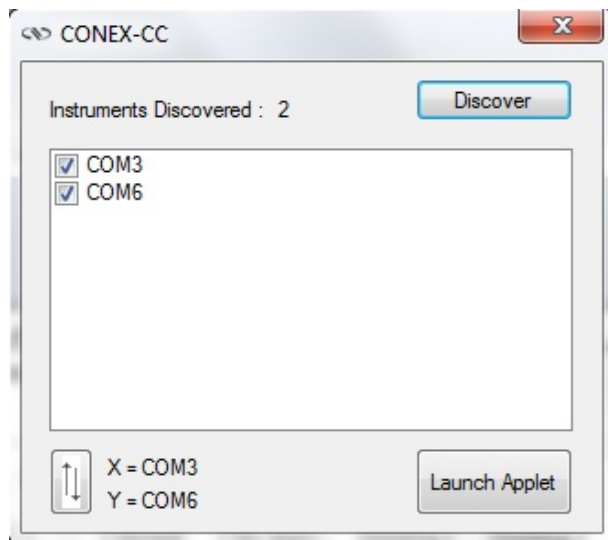 CONEX-CC
Instruments Discovered : 2
Discover
COM3
COM6
X = COM3
Y = COM6
Launch Applet